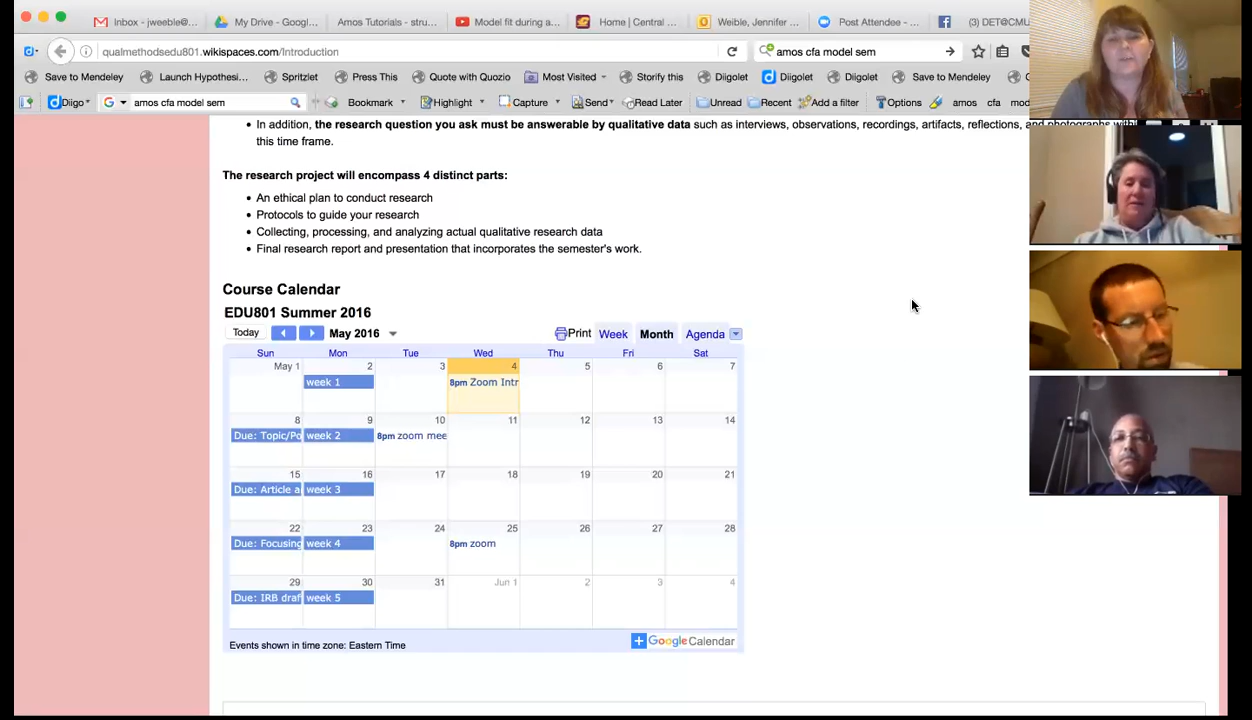 Inbox - jweeble@...
My Drive - Googl...
Amos Tutorials - stru...
Model fit during a...
Home | Central ...
Weible, Jennifer ...
Post Attendee - ...
(3) DET@CMU
qualmethodsedu801.wikispaces.com/Introduction
amos cfa model sem
Save to Mendeley
Launch Hypothesi...
Spritzlet
Press This
Quote with Quozio
Most Visited
Storify this
Diigolet
Diigolet
Diigolet
Save to Mendeley
Diigo
amos cfa model sem
Bookmark
Highlight
Capture
Send
Read Later
Unread
Recent
Add a filter
Options
amos
cfa
In addition, the research question you ask must be answerable by qualitative data such as interviews, observations, recordings, artifacts, reflections, and photographs
this time frame.
The research project will encompass 4 distinct parts:
An ethical plan to conduct research
Protocols to guide your research
Collecting, processing, and analyzing actual qualitative research data
Final research report and presentation that incorporates the semester's work.
Course Calendar
EDU801 Summer 2016
Today May 2016 Print Week Month Agenda
Sun Mon Tue Wed Thu Fri Sat
May 1 2 3 4 5 6 7
week 1 8pm Zoom Intr
8 9 10 11 12 13 14
Due: Topic/Po week 2 8pm zoom mee
15 16 17 18 19 20 21
Due: Article a week 3
22 23 24 25 26 27 28
Due: Focusing week 4 8pm zoom
29 30 31 Jun 1 2 3 4
Due: IRB draf week 5
Events shown in time zone: Eastern Time
Google Calendar